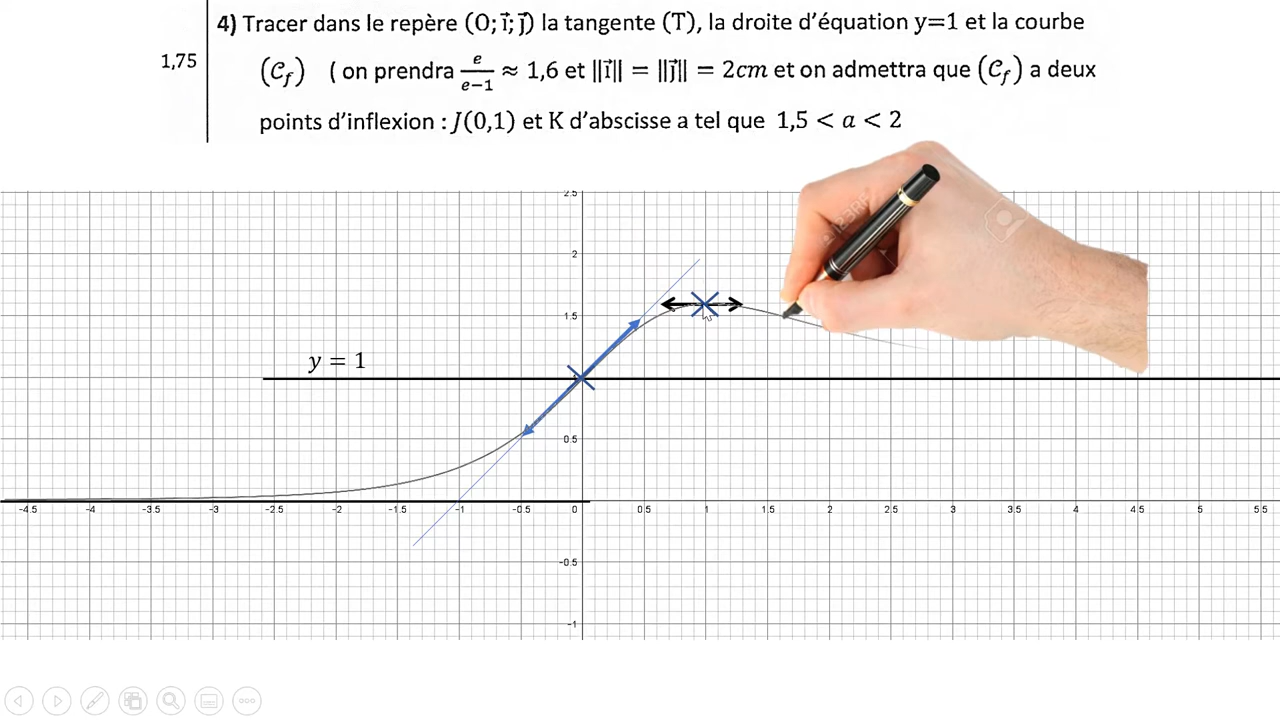 4) Tracer dans le repère (O; i⃗; j⃗) la tangente (T), la droite d'équation y=1 et la courbe
1,75
(𝒞f) ( on prendra e/(e−1) ≈ 1,6 et ||i⃗|| = ||j⃗|| = 2cm et on admettra que (𝒞f) a deux
points d'inflexion : J(0,1) et K d'abscisse a tel que 1,5 < a < 2
2.5
2
1.5
y = 1
0.5
-4.5 -4 -3.5 -3 -2.5 -2 -1.5 -1 -0.5 0 0.5 1 1.5 2 2.5 3 3.5 4 4.5 5 5.5
-0.5
-1
123RF